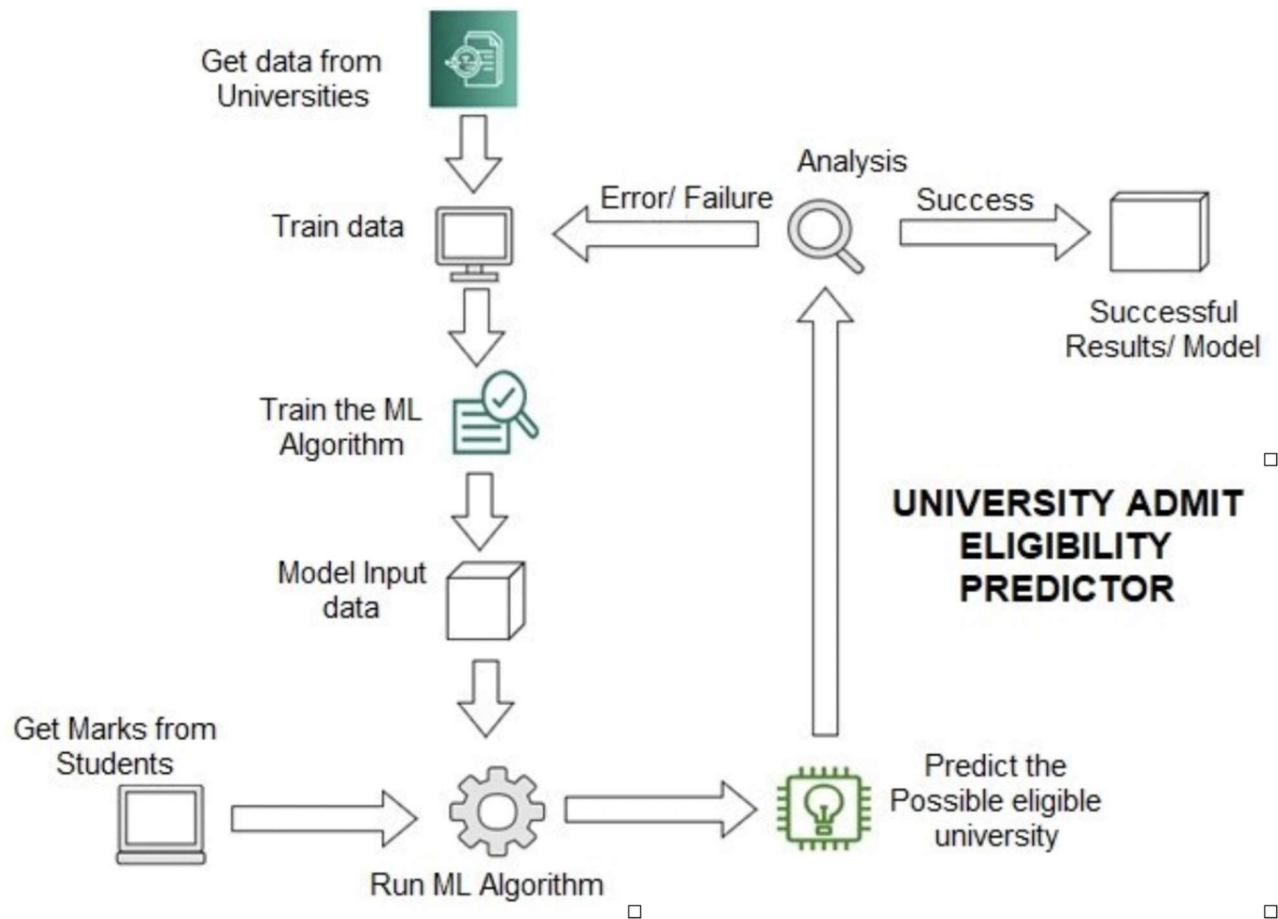 Get data from
Universities
Analysis
Error/ Failure
Success
Train data
Successful
Results/ Model
Train the ML
Algorithm
UNIVERSITY ADMIT
ELIGIBILITY
PREDICTOR
Model Input
data
Get Marks from
Students
Predict the
Possible eligible
university
Run ML Algorithm